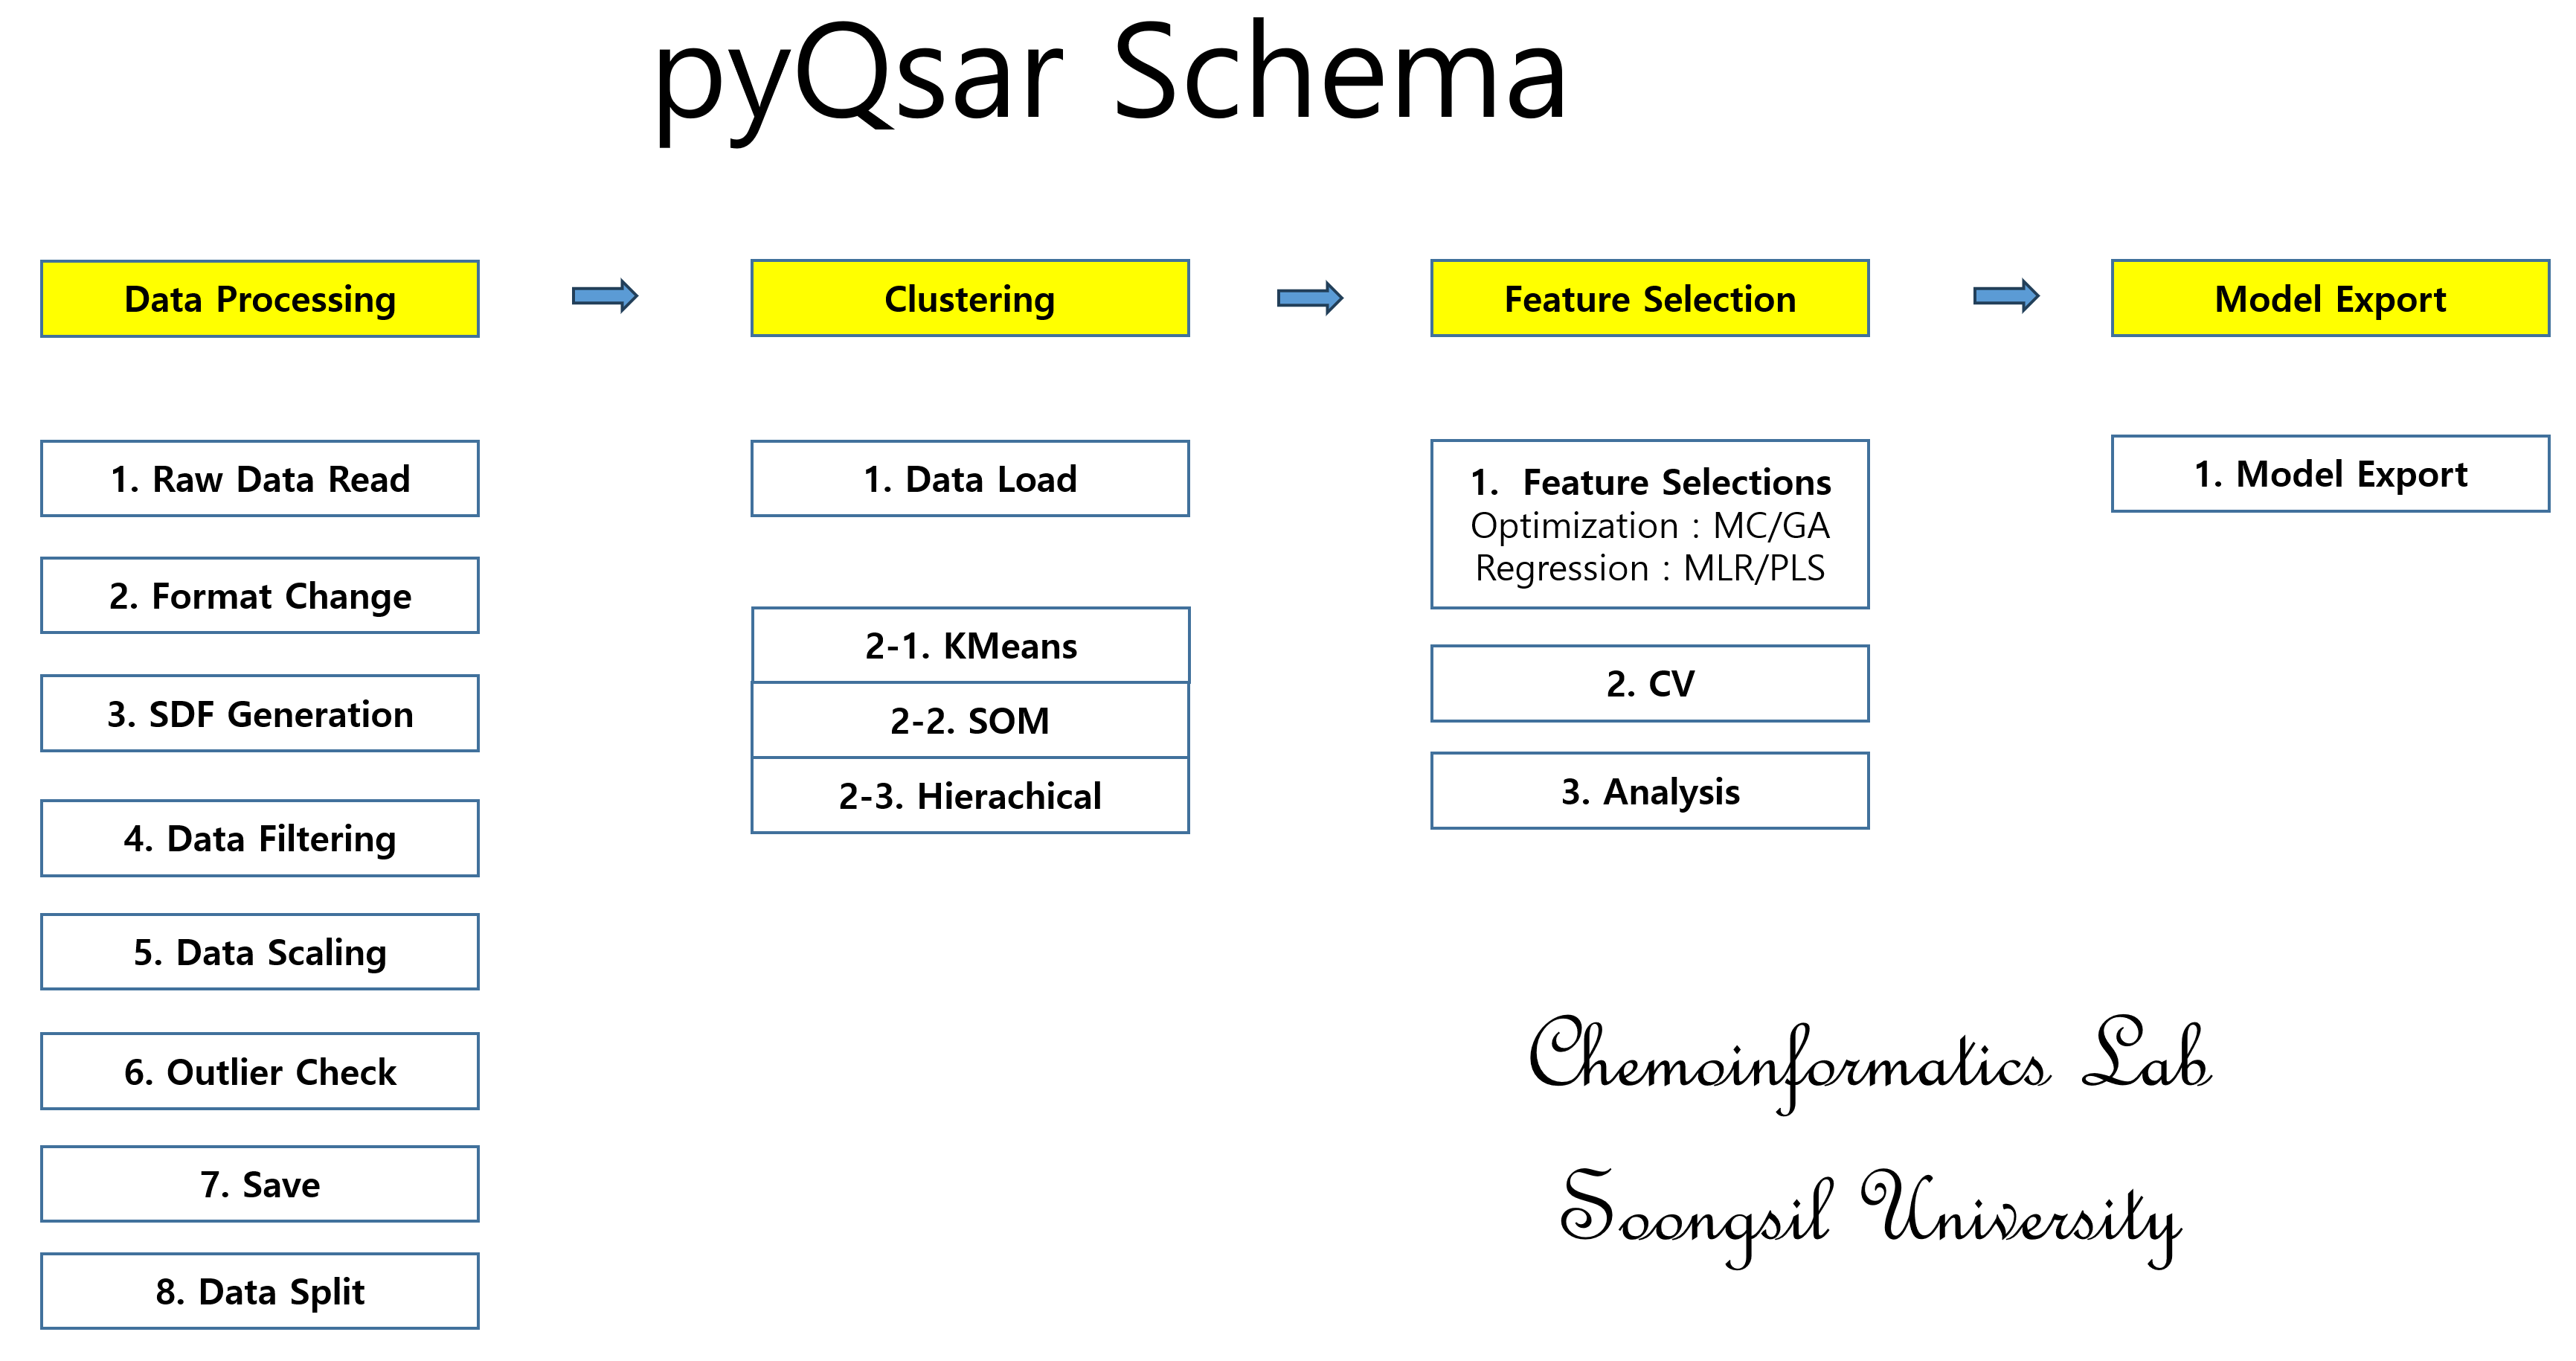 pyQsar Schema
Data Processing
1. Raw Data Read
2. Format Change
3. SDF Generation
4. Data Filtering
5. Data Scaling
6. Outlier Check
7. Save
8. Data Split
Clustering
1. Data Load
2-1. KMeans
2-2. SOM
2-3. Hierachical
Feature Selection
1. Feature Selections
Optimization : MC/GA
Regression : MLR/PLS
2. CV
3. Analysis
Model Export
1. Model Export
Chemoinformatics Lab
Soongsil University